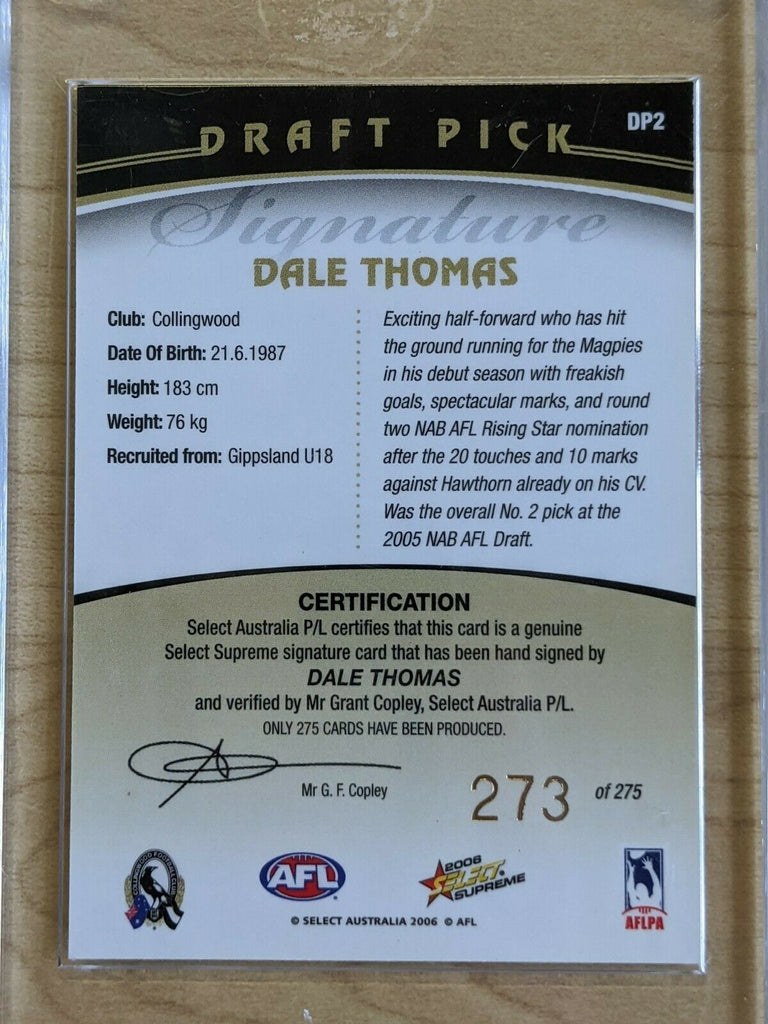 DRAFT PICK
DP2
Signature
DALE THOMAS
Club: Collingwood
Date Of Birth: 21.6.1987
Height: 183 cm
Weight: 76 kg
Recruited from: Gippsland U18
Exciting half-forward who has hit
the ground running for the Magpies
in his debut season with freakish
goals, spectacular marks, and round
two NAB AFL Rising Star nomination
after the 20 touches and 10 marks
against Hawthorn already on his CV.
Was the overall No. 2 pick at the
2005 NAB AFL Draft.
CERTIFICATION
Select Australia P/L certifies that this card is a genuine
Select Supreme signature card that has been hand signed by
DALE THOMAS
and verified by Mr Grant Copley, Select Australia P/L.
ONLY 275 CARDS HAVE BEEN PRODUCED.
Mr G. F. Copley
273 of 275
COLLINGWOOD FOOTBALL CLUB
AFL
2006
SELECT
SUPREME
AFLPA
© SELECT AUSTRALIA 2006 © AFL